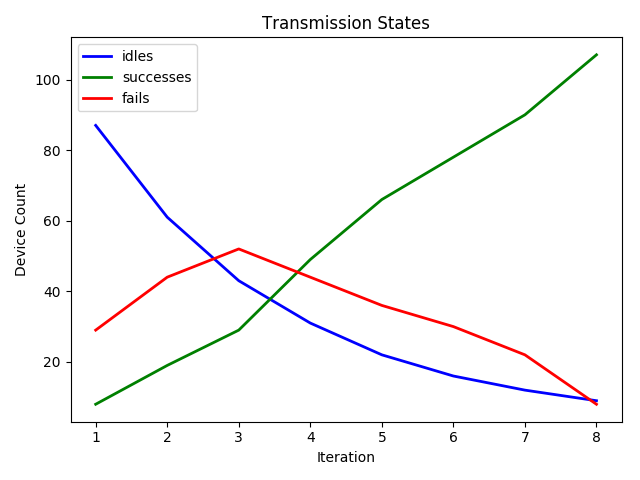 Transmission States
idles
successes
fails
100
80
60
40
20
Device Count
1 2 3 4 5 6 7 8
Iteration